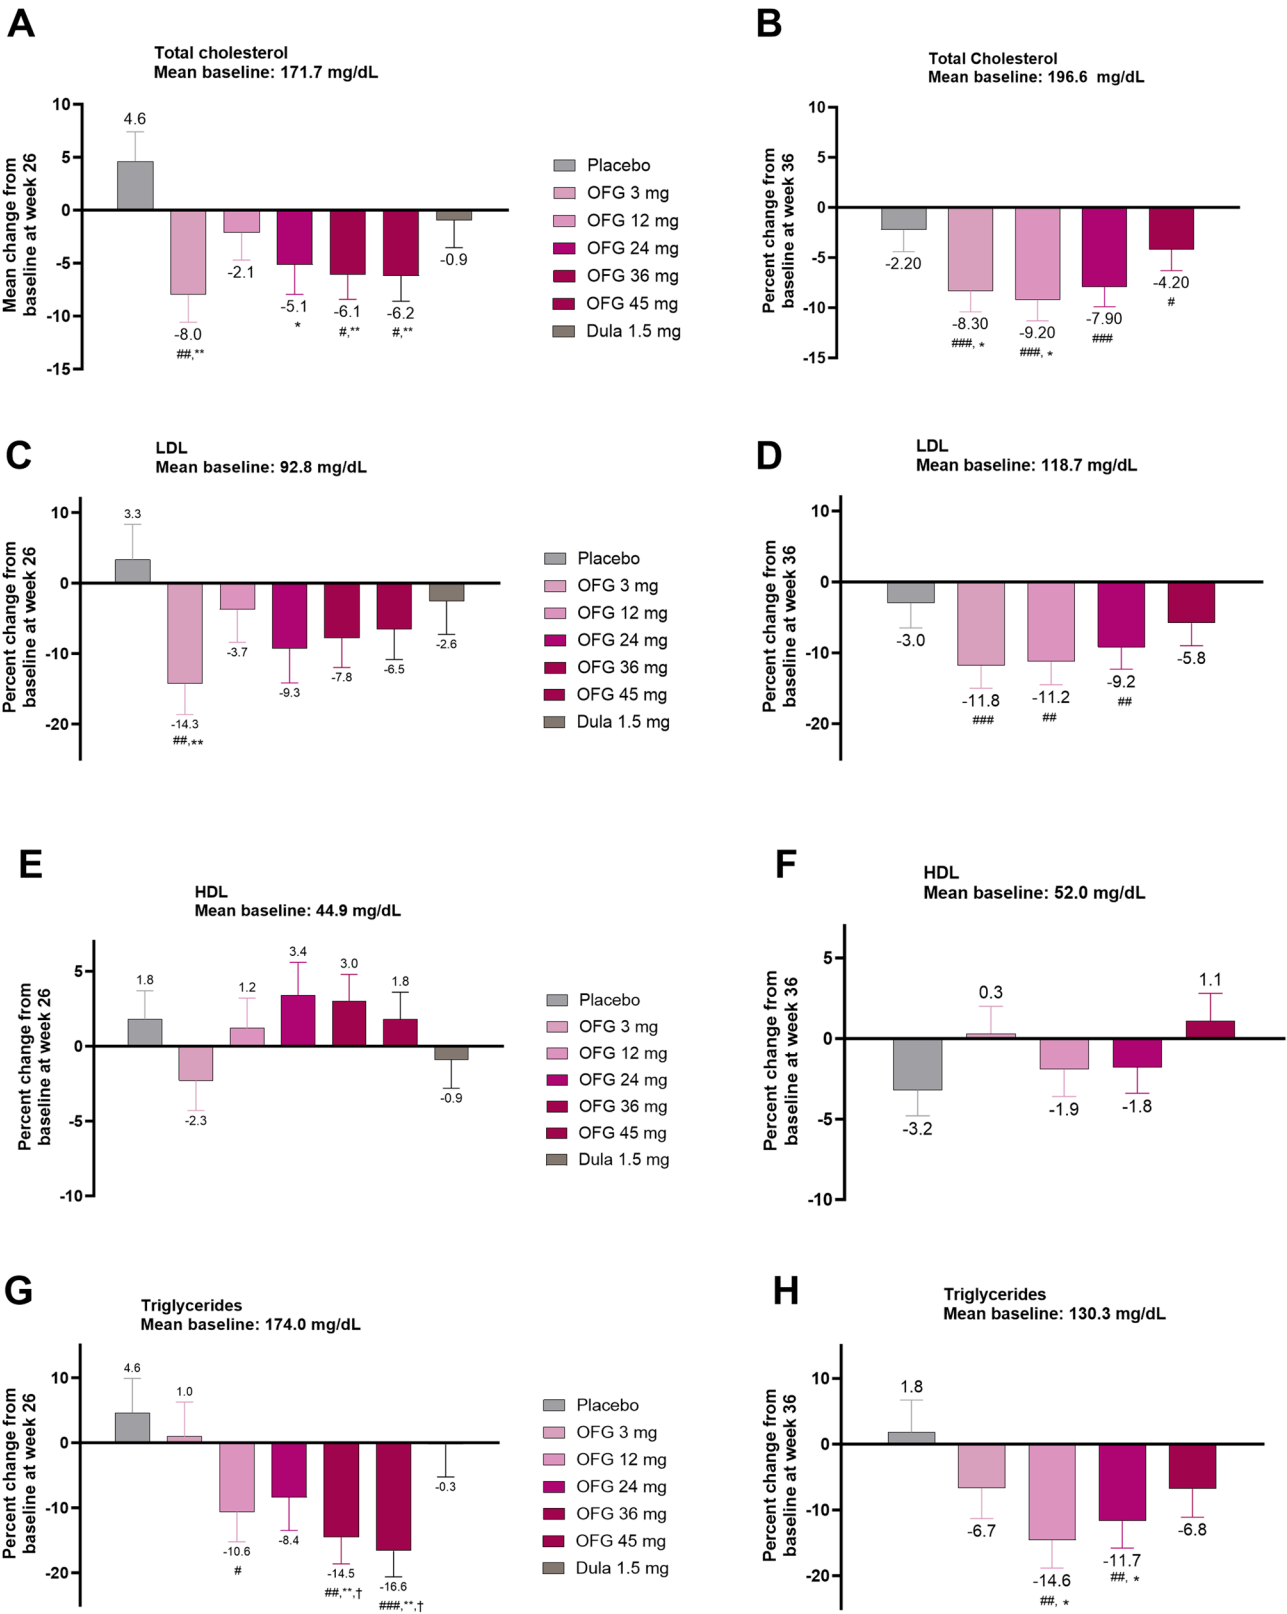 A
Total cholesterol
Mean baseline: 171.7 mg/dL
Mean change from
baseline at week 26
10
5
0
-5
-10
-15
4.6
-8.0
##,**
-2.1
-5.1
*
-6.1
#,**
-6.2
#,**
-0.9
Placebo
OFG 3 mg
OFG 12 mg
OFG 24 mg
OFG 36 mg
OFG 45 mg
Dula 1.5 mg
B
Total Cholesterol
Mean baseline: 196.6 mg/dL
Percent change from
baseline at week 36
10
5
0
-5
-10
-15
-2.20
-8.30
###, *
-9.20
###, *
-7.90
###
-4.20
#
C
LDL
Mean baseline: 92.8 mg/dL
Percent change from
baseline at week 26
10
0
-10
-20
3.3
-14.3
##,**
-3.7
-9.3
-7.8
-6.5
-2.6
Placebo
OFG 3 mg
OFG 12 mg
OFG 24 mg
OFG 36 mg
OFG 45 mg
Dula 1.5 mg
D
LDL
Mean baseline: 118.7 mg/dL
Percent change from
baseline at week 36
10
0
-10
-20
-3.0
-11.8
###
-11.2
##
-9.2
##
-5.8
E
HDL
Mean baseline: 44.9 mg/dL
Percent change from
baseline at week 26
5
0
-5
-10
1.8
-2.3
1.2
3.4
3.0
1.8
-0.9
Placebo
OFG 3 mg
OFG 12 mg
OFG 24 mg
OFG 36 mg
OFG 45 mg
Dula 1.5 mg
F
HDL
Mean baseline: 52.0 mg/dL
Percent change from
baseline at week 36
5
0
-5
-10
-3.2
0.3
-1.9
-1.8
1.1
G
Triglycerides
Mean baseline: 174.0 mg/dL
Percent change from
baseline at week 26
10
0
-10
-20
4.6
1.0
-10.6
#
-8.4
-14.5
##,**,†
-16.6
###,**,†
-0.3
Placebo
OFG 3 mg
OFG 12 mg
OFG 24 mg
OFG 36 mg
OFG 45 mg
Dula 1.5 mg
H
Triglycerides
Mean baseline: 130.3 mg/dL
Percent change from
baseline at week 36
10
0
-10
-20
1.8
-6.7
-14.6
##, *
-11.7
##, *
-6.8